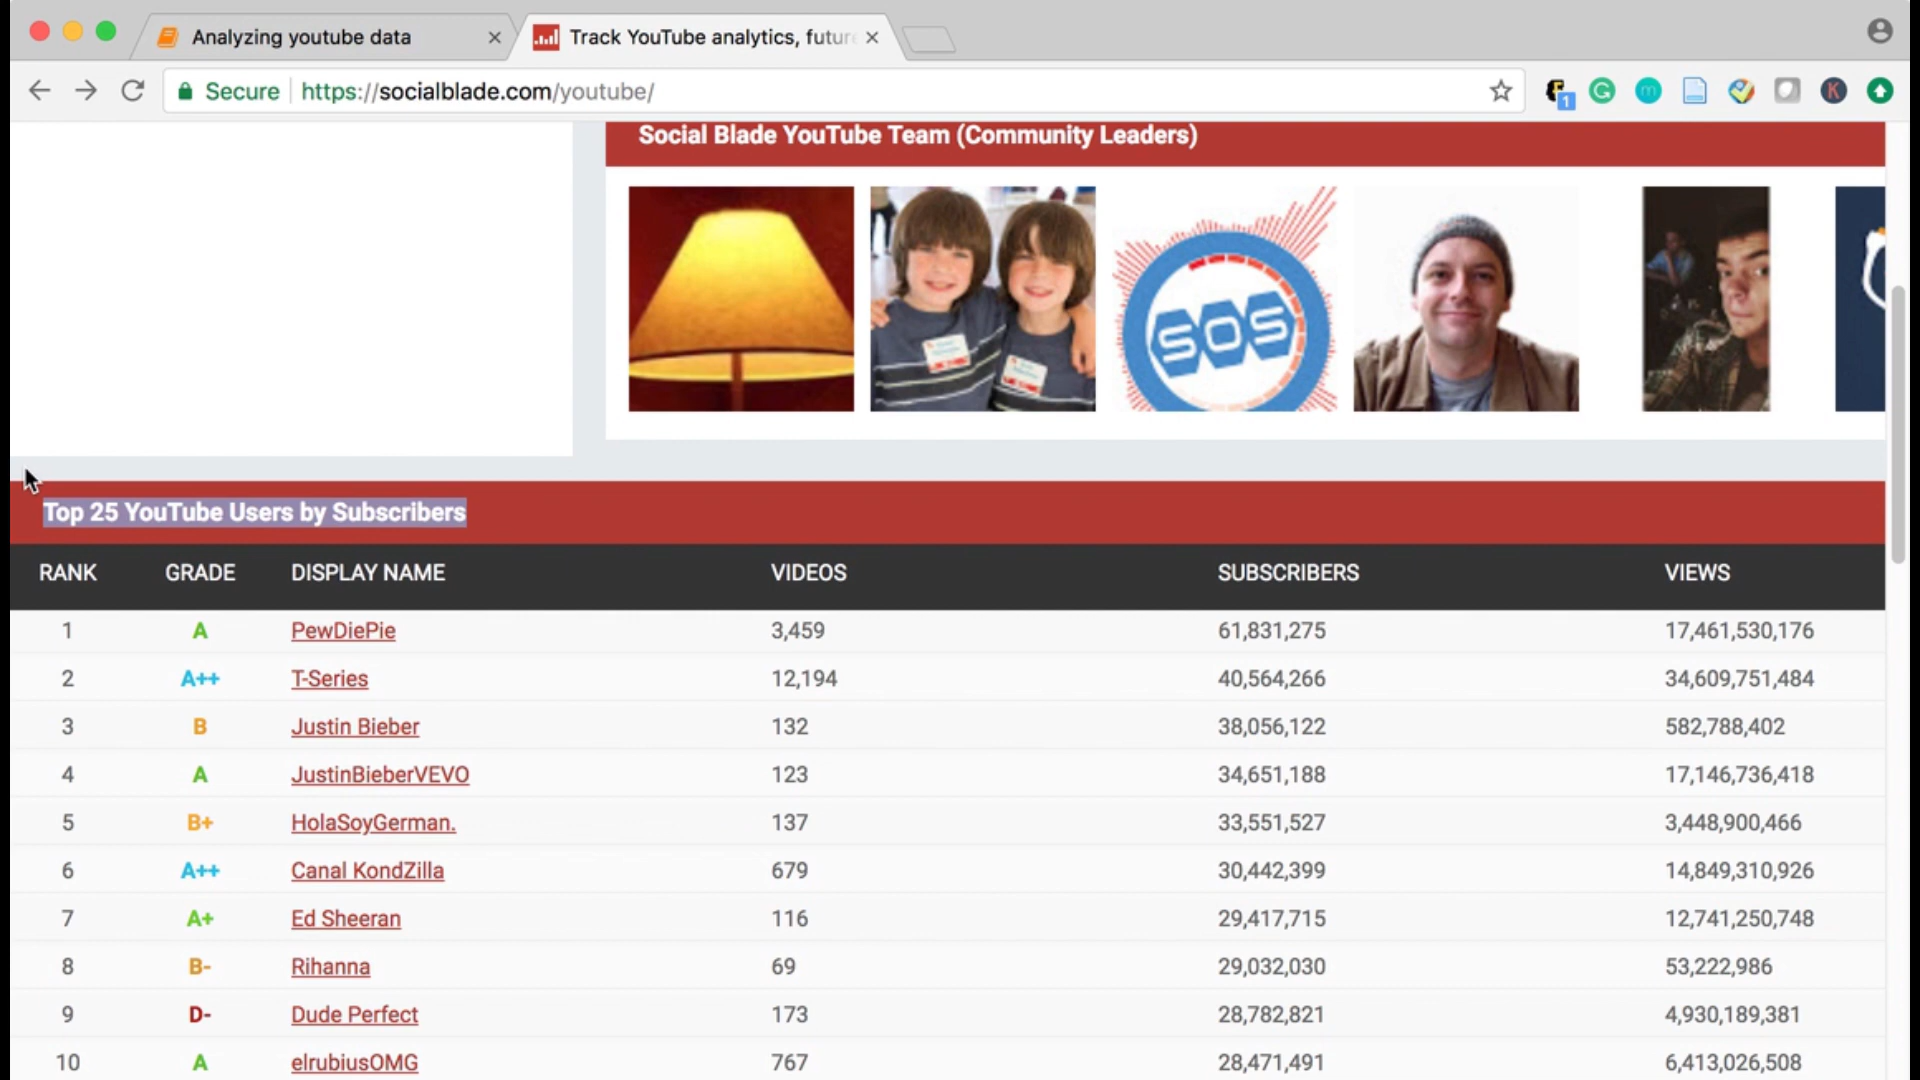 Analyzing youtube data
Track YouTube analytics, futur
Secure https://socialblade.com/youtube/
1
Social Blade YouTube Team (Community Leaders)
SOS
Top 25 YouTube Users by Subscribers
RANK GRADE DISPLAY NAME VIDEOS SUBSCRIBERS VIEWS
1 A PewDiePie 3,459 61,831,275 17,461,530,176
2 A++ T-Series 12,194 40,564,266 34,609,751,484
3 B Justin Bieber 132 38,056,122 582,788,402
4 A JustinBieberVEVO 123 34,651,188 17,146,736,418
5 B+ HolaSoyGerman. 137 33,551,527 3,448,900,466
6 A++ Canal KondZilla 679 30,442,399 14,849,310,926
7 A+ Ed Sheeran 116 29,417,715 12,741,250,748
8 B- Rihanna 69 29,032,030 53,222,986
9 D- Dude Perfect 173 28,782,821 4,930,189,381
10 A elrubiusOMG 767 28,471,491 6,413,026,508